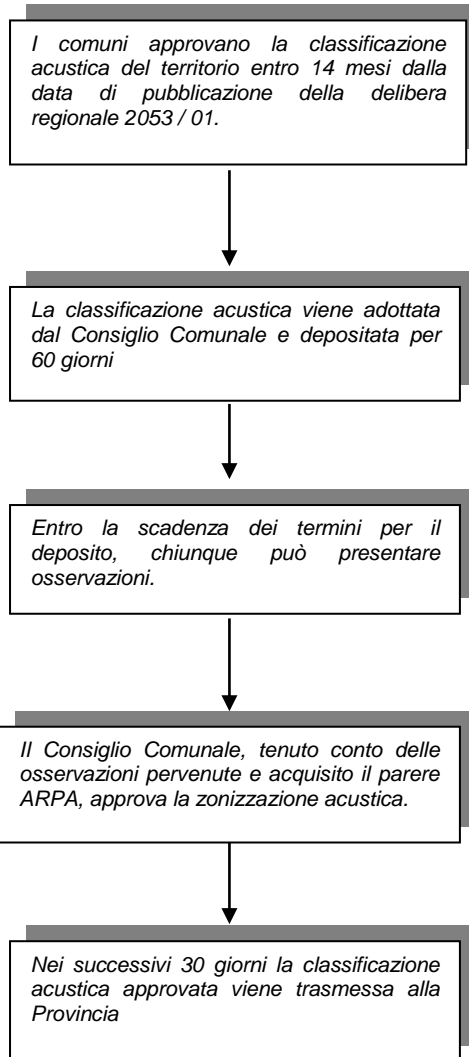 I comuni approvano la classificazione
acustica del territorio entro 14 mesi dalla
data di pubblicazione della delibera
regionale 2053 / 01.
La classificazione acustica viene adottata
dal Consiglio Comunale e depositata per
60 giorni
Entro la scadenza dei termini per il
deposito, chiunque può presentare
osservazioni.
Il Consiglio Comunale, tenuto conto delle
osservazioni pervenute e acquisito il parere
ARPA, approva la zonizzazione acustica.
Nei successivi 30 giorni la classificazione
acustica approvata viene trasmessa alla
Provincia